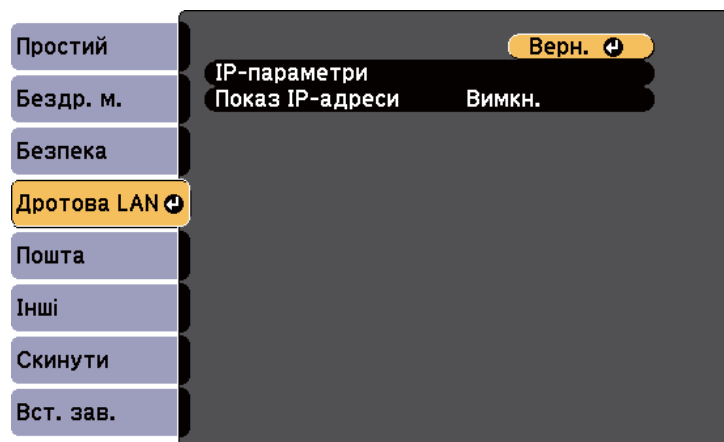 Простий
Бездр. м.
Безпека
Дротова LAN
Пошта
Інші
Скинути
Вст. зав.
Верн.
IP-параметри
Показ IP-адреси Вимкн.